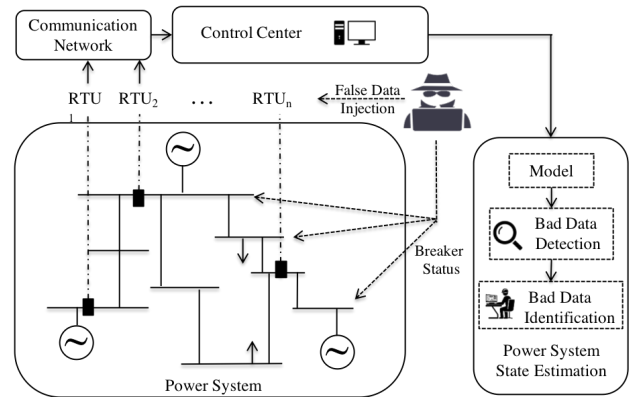 Communication
Network
Control Center
RTU
1
RTU2
...
RTUn
False Data
Injection
Breaker
Status
Power System
Model
Bad Data
Detection
Bad Data
Identification
Power System
State Estimation